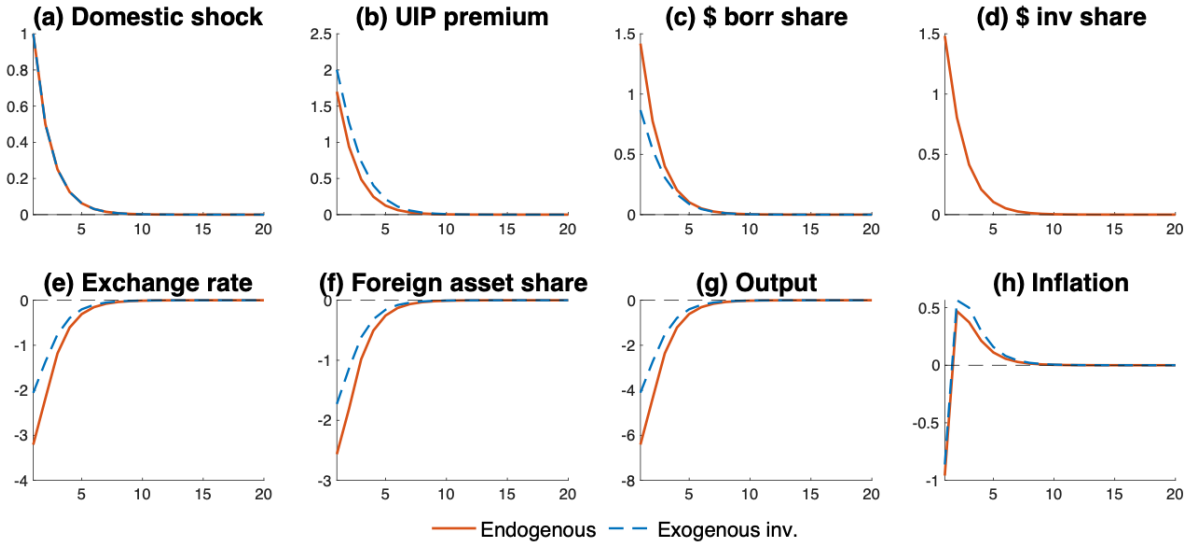 (a) Domestic shock (b) UIP premium (c) $ borr share (d) $ inv share
1 2.5 1.5 1.5
0.8 2
0.6 1.5 1 1
0.4 1 0.5 0.5
0.2 0.5
0 0 0 0
5 10 15 20 5 10 15 20 5 10 15 20 5 10 15 20
(e) Exchange rate (f) Foreign asset share (g) Output (h) Inflation
0 0 0 0.5
-1 -1 -2 0
-2 -2 -4 -0.5
-3 -6
-4 -3 -8 -1
5 10 15 20 5 10 15 20 5 10 15 20 5 10 15 20
Endogenous Exogenous inv.